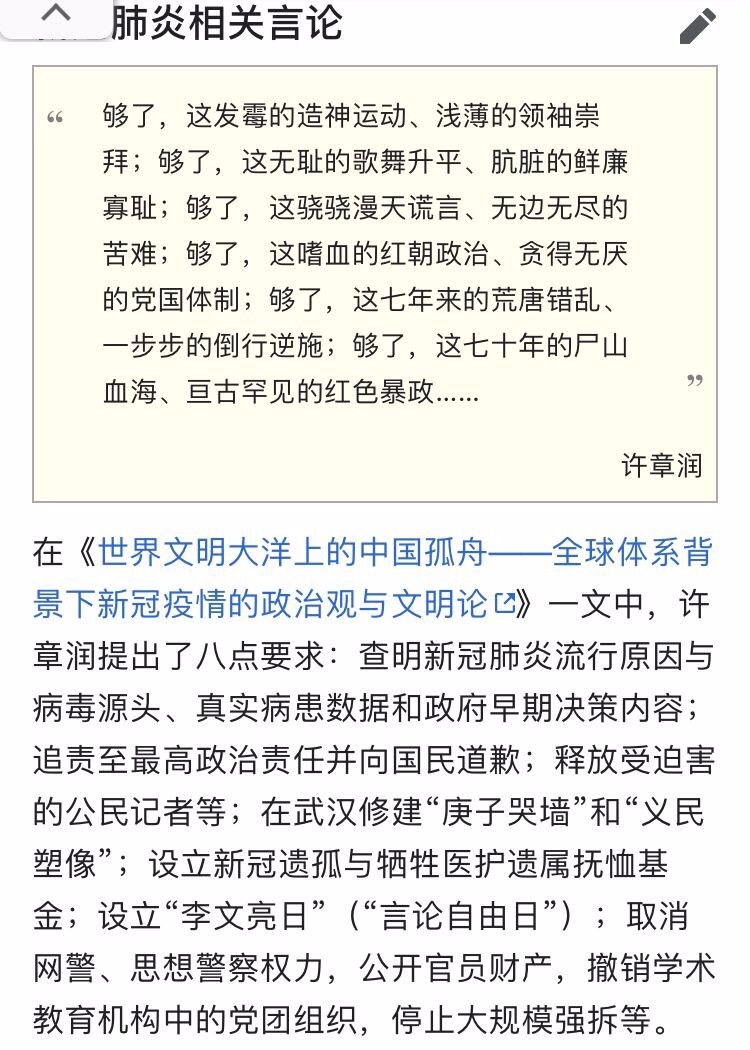 肺炎相关言论
“ 够了，这发霉的造神运动、浅薄的领袖崇
拜；够了，这无耻的歌舞升平、肮脏的鲜廉
寡耻；够了，这骁骁漫天谎言、无边无尽的
苦难；够了，这嗜血的红朝政治、贪得无厌
的党国体制；够了，这七年来的荒唐错乱、
一步步的倒行逆施；够了，这七十年的尸山
血海、亘古罕见的红色暴政…… ”
许章润
在《世界文明大洋上的中国孤舟——全球体系背
景下新冠疫情的政治观与文明论》一文中，许
章润提出了八点要求：查明新冠肺炎流行原因与
病毒源头、真实病患数据和政府早期决策内容；
追责至最高政治责任并向国民道歉；释放受迫害
的公民记者等；在武汉修建“庚子哭墙”和“义民
塑像”；设立新冠遗孤与牺牲医护遗属抚恤基
金；设立“李文亮日”（“言论自由日”）；取消
网警、思想警察权力，公开官员财产，撤销学术
教育机构中的党团组织，停止大规模强拆等。